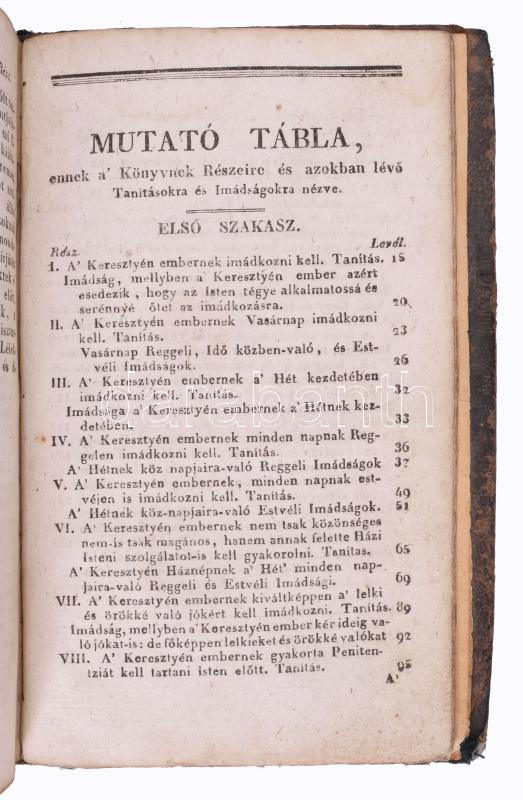 MUTATÓ TÁBLA,
ennek a' Könyvnek Részeire és azokban lévő
Tanításokra és Imádságokra nézve.
ELSŐ SZAKASZ.
Rész. Levél.
I. A' Keresztyén embernek imádkozni kell. Tanítás. 15
Imádság, mellyben a' Keresztyén ember azért
esedezik, hogy az Isten tégye alkalmatossá és
serénnyé őtet az imádkozásra. 20
II. A' Keresztyén embernek Vasárnap imádkozni
kell. Tanítás. 23
Vasárnap Reggeli, Idő közben-való, és Est-
véli Imádságok. 26
III. A' Keresztyén embernek a' Hét kezdetében
imádkozni kell. Tanítás. 32
Imádsága a' Keresztyén embernek a' Hétnek kez-
detében. 33
IV. A' Keresztyén embernek minden napnak Reg-
gelen imádkozni kell. Tanítás. 36
A' Hétnek köz napjaira-való Reggeli Imádságok 37
V. A' Keresztyén embernek, minden napnak est-
véjen is imádkozni kell. Tanítás. 49
A' Hétnek köz-napjaira-való Estvéli Imádságok. 51
VI. A' Keresztyén embernek nem tsak közönséges
nem-is tsak magános, hanem annak felette Házi
Isteni szolgálatot-is kell gyakorolni. Tanítas. 65
A' Keresztyén Háznépnek a' Hét' minden nap-
jaira-való Reggeli és Estvéli Imádsági. 69
VII. A' Keresztyén embernek kiváltképpen a' lelki
és örökké való jókért kell imádkozni. Tanítás. 89
Imádság, mellyben a' Keresztyén ember kér ideig va-
ló jókat-is: de főképpen lelkieket és örökké valókat 92
VIII. A' Keresztyén embernek gyakorta Peniten-
tziát kell tartani Isten előtt. Tanítás. 95
A'
darabanth